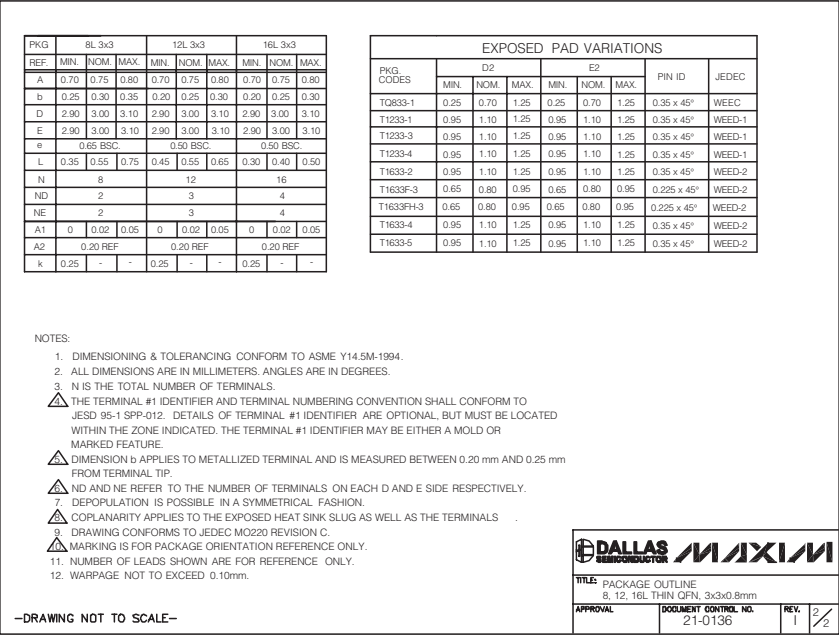 PKG 8L 3x3 12L 3x3 16L 3x3
REF. MIN. NOM. MAX. MIN. NOM. MAX. MIN. NOM. MAX.
A 0.70 0.75 0.80 0.70 0.75 0.80 0.70 0.75 0.80
b 0.25 0.30 0.35 0.20 0.25 0.30 0.20 0.25 0.30
D 2.90 3.00 3.10 2.90 3.00 3.10 2.90 3.00 3.10
E 2.90 3.00 3.10 2.90 3.00 3.10 2.90 3.00 3.10
e 0.65 BSC. 0.50 BSC. 0.50 BSC.
L 0.35 0.55 0.75 0.45 0.55 0.65 0.30 0.40 0.50
N 8 12 16
ND 2 3 4
NE 2 3 4
A1 0 0.02 0.05 0 0.02 0.05 0 0.02 0.05
A2 0.20 REF 0.20 REF 0.20 REF
k 0.25 - - 0.25 - - 0.25 - -
EXPOSED PAD VARIATIONS
PKG. CODES D2 E2 PIN ID JEDEC
MIN. NOM. MAX. MIN. NOM. MAX.
TQ833-1 0.25 0.70 1.25 0.25 0.70 1.25 0.35 x 45° WEEC
T1233-1 0.95 1.10 1.25 0.95 1.10 1.25 0.35 x 45° WEED-1
T1233-3 0.95 1.10 1.25 0.95 1.10 1.25 0.35 x 45° WEED-1
T1233-4 0.95 1.10 1.25 0.95 1.10 1.25 0.35 x 45° WEED-1
T1633-2 0.95 1.10 1.25 0.95 1.10 1.25 0.35 x 45° WEED-2
T1633F-3 0.65 0.80 0.95 0.65 0.80 0.95 0.225 x 45° WEED-2
T1633FH-3 0.65 0.80 0.95 0.65 0.80 0.95 0.225 x 45° WEED-2
T1633-4 0.95 1.10 1.25 0.95 1.10 1.25 0.35 x 45° WEED-2
T1633-5 0.95 1.10 1.25 0.95 1.10 1.25 0.35 x 45° WEED-2
NOTES:
1. DIMENSIONING & TOLERANCING CONFORM TO ASME Y14.5M-1994.
2. ALL DIMENSIONS ARE IN MILLIMETERS. ANGLES ARE IN DEGREES.
3. N IS THE TOTAL NUMBER OF TERMINALS.
4. THE TERMINAL #1 IDENTIFIER AND TERMINAL NUMBERING CONVENTION SHALL CONFORM TO
JESD 95-1 SPP-012. DETAILS OF TERMINAL #1 IDENTIFIER ARE OPTIONAL, BUT MUST BE LOCATED
WITHIN THE ZONE INDICATED. THE TERMINAL #1 IDENTIFIER MAY BE EITHER A MOLD OR
MARKED FEATURE.
5. DIMENSION b APPLIES TO METALLIZED TERMINAL AND IS MEASURED BETWEEN 0.20 mm AND 0.25 mm
FROM TERMINAL TIP.
6. ND AND NE REFER TO THE NUMBER OF TERMINALS ON EACH D AND E SIDE RESPECTIVELY.
7. DEPOPULATION IS POSSIBLE IN A SYMMETRICAL FASHION.
8. COPLANARITY APPLIES TO THE EXPOSED HEAT SINK SLUG AS WELL AS THE TERMINALS .
9. DRAWING CONFORMS TO JEDEC MO220 REVISION C.
10. MARKING IS FOR PACKAGE ORIENTATION REFERENCE ONLY.
11. NUMBER OF LEADS SHOWN ARE FOR REFERENCE ONLY.
12. WARPAGE NOT TO EXCEED 0.10mm.
-DRAWING NOT TO SCALE-
DALLAS SEMICONDUCTOR MAXIM
TITLE: PACKAGE OUTLINE
8, 12, 16L THIN QFN, 3x3x0.8mm
APPROVAL DOCUMENT CONTROL NO. REV.
21-0136 I 2/2